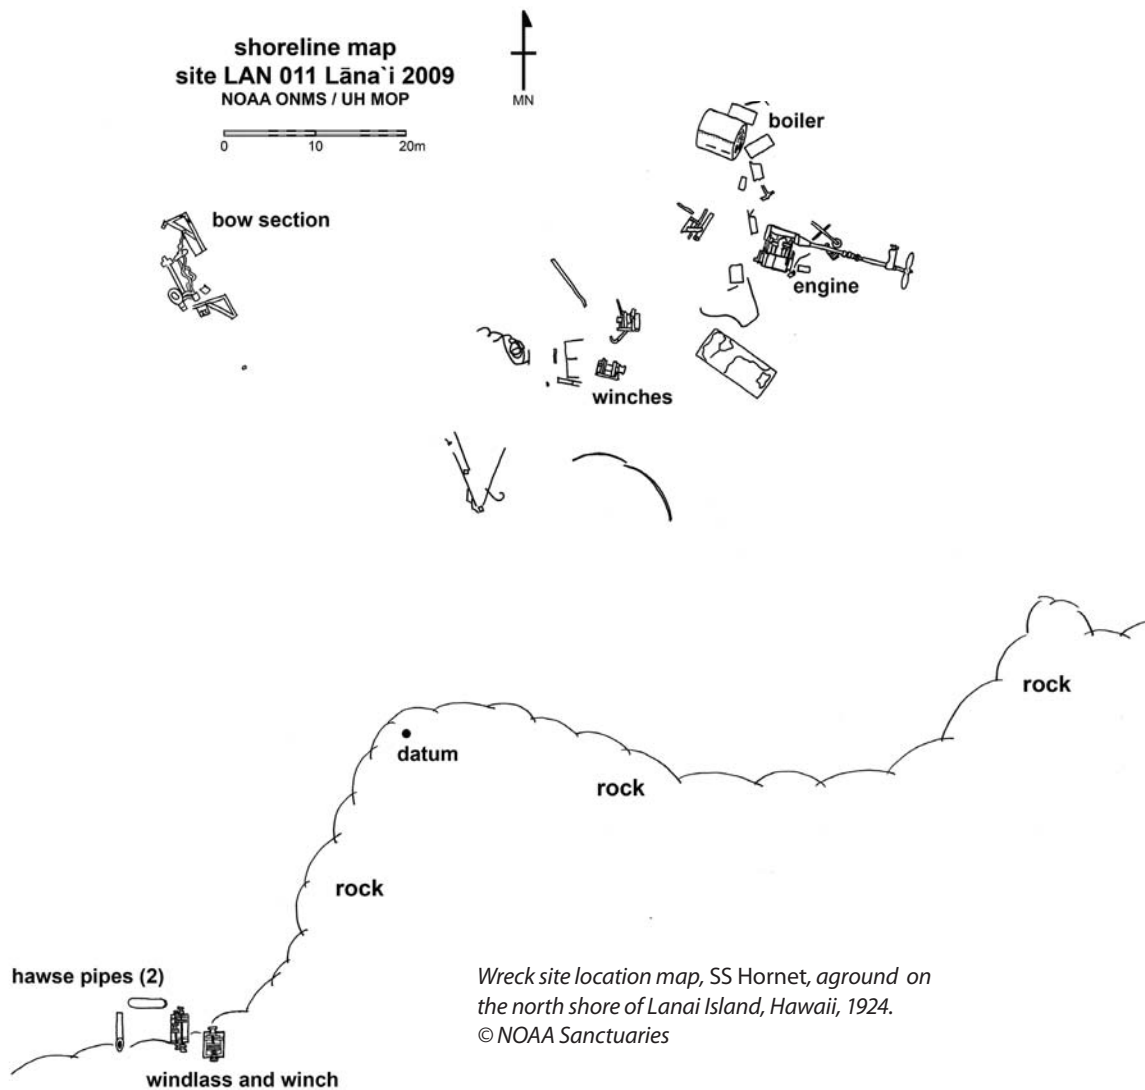 shoreline map
site LAN 011 Lāna`i 2009
NOAA ONMS / UH MOP
0 10 20m
MN
boiler
bow section
engine
winches
rock
datum
rock
rock
hawse pipes (2)
windlass and winch
Wreck site location map, SS Hornet, aground on
the north shore of Lanai Island, Hawaii, 1924.
© NOAA Sanctuaries